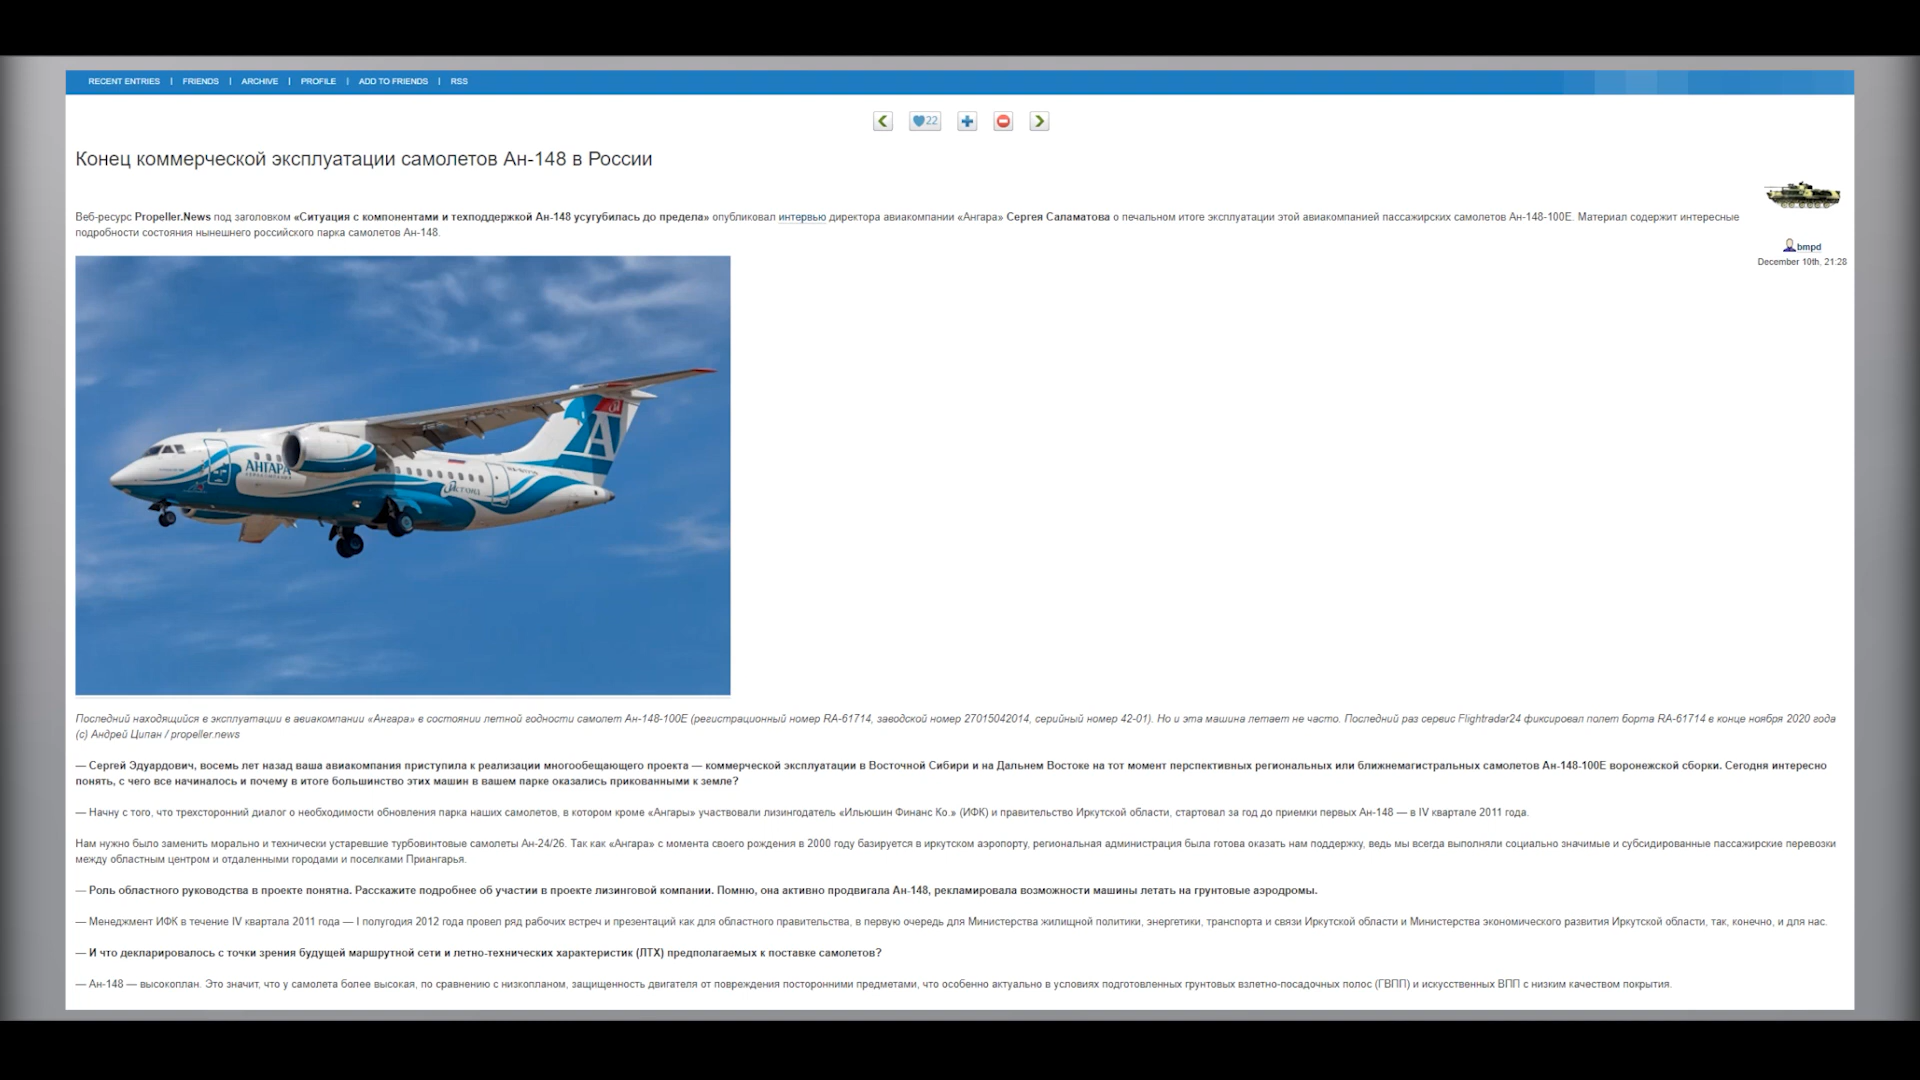 RECENT ENTRIES | FRIENDS | ARCHIVE | PROFILE | ADD TO FRIENDS | RSS
22
Конец коммерческой эксплуатации самолетов Ан-148 в России
Веб-ресурс Propeller.News под заголовком «Ситуация с компонентами и техподдержкой Ан-148 усугубилась до предела» опубликовал интервью директора авиакомпании «Ангара» Сергея Саламатова о печальном итоге эксплуатации этой авиакомпанией пассажирских самолетов Ан-148-100Е. Материал содержит интересные
подробности состояния нынешнего российского парка самолетов Ан-148.
bmpd
December 10th, 21:28
АНГАРА
А
Последний находящийся в эксплуатации в авиакомпании «Ангара» в состоянии летной годности самолет Ан-148-100Е (регистрационный номер RA-61714, заводской номер 27015042014, серийный номер 42-01). Но и эта машина летает не часто. Последний раз сервис Flightradar24 фиксировал полет борта RA-61714 в конце ноября 2020 года
(с) Андрей Ципан / propeller.news
— Сергей Эдуардович, восемь лет назад ваша авиакомпания приступила к реализации многообещающего проекта — коммерческой эксплуатации в Восточной Сибири и на Дальнем Востоке на тот момент перспективных региональных или ближнемагистральных самолетов Ан-148-100Е воронежской сборки. Сегодня интересно
понять, с чего все начиналось и почему в итоге большинство этих машин в вашем парке оказались прикованными к земле?
— Начну с того, что трехсторонний диалог о необходимости обновления парка наших самолетов, в котором кроме «Ангары» участвовали лизингодатель «Ильюшин Финанс Ко.» (ИФК) и правительство Иркутской области, стартовал за год до приемки первых Ан-148 — в IV квартале 2011 года.
Нам нужно было заменить морально и технически устаревшие турбовинтовые самолеты Ан-24/26. Так как «Ангара» с момента своего рождения в 2000 году базируется в иркутском аэропорту, региональная администрация была готова оказать нам поддержку, ведь мы всегда выполняли социально значимые и субсидированные пассажирские перевозки
между областным центром и отдаленными городами и поселками Приангарья.
— Роль областного руководства в проекте понятна. Расскажите подробнее об участии в проекте лизинговой компании. Помню, она активно продвигала Ан-148, рекламировала возможности машины летать на грунтовые аэродромы.
— Менеджмент ИФК в течение IV квартала 2011 года — I полугодия 2012 года провел ряд рабочих встреч и презентаций как для областного правительства, в первую очередь для Министерства жилищной политики, энергетики, транспорта и связи Иркутской области и Министерства экономического развития Иркутской области, так, конечно, и для нас.
— И что декларировалось с точки зрения будущей маршрутной сети и летно-технических характеристик (ЛТХ) предполагаемых к поставке самолетов?
— Ан-148 — высокоплан. Это значит, что у самолета более высокая, по сравнению с низкопланом, защищенность двигателя от повреждения посторонними предметами, что особенно актуально в условиях подготовленных грунтовых взлетно-посадочных полос (ГВПП) и искусственных ВПП с низким качеством покрытия.